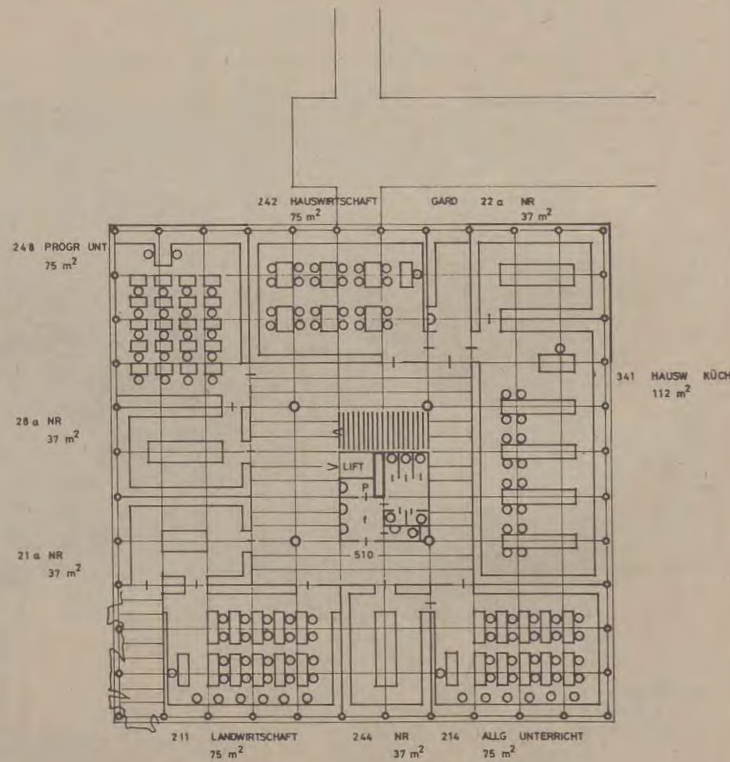 242 HAUSWIRTSCHAFT
75 m²
GARD
22 a NR
37 m²
248 PROGR UNT
75 m²
341 HAUSW KÜCH
112 m²
28 a NR
37 m²
LIFT
P
f
510
21 a NR
37 m²
211 LANDWIRTSCHAFT
75 m²
244 NR
37 m²
214 ALLG UNTERRICHT
75 m²